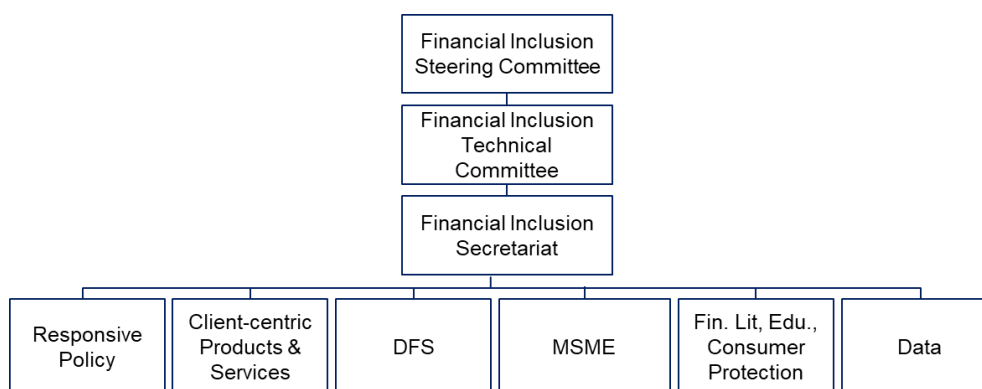 Financial Inclusion
Steering Committee
Financial Inclusion
Technical
Committee
Financial Inclusion
Secretariat
Responsive
Policy
Client-centric
Products &
Services
DFS
MSME
Fin. Lit, Edu.,
Consumer
Protection
Data